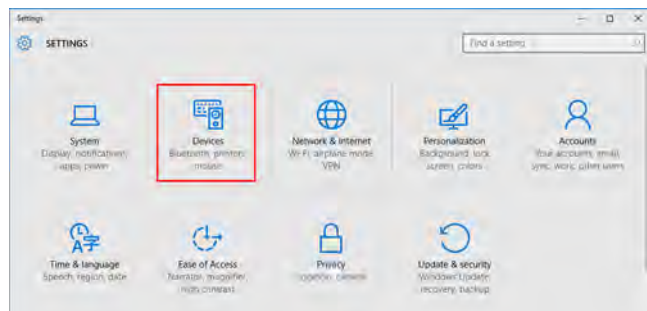 Settings
SETTINGS
Find a setting
System
Display, notifications,
apps, power
Devices
Bluetooth, printers,
mouse
Network & Internet
Wi-Fi, airplane mode,
VPN
Personalization
Background, lock
screen, colors
Accounts
Your accounts, email,
sync, work, other users
Time & language
Speech, region, date
Ease of Access
Narrator, magnifier,
high contrast
Privacy
Location, camera
Update & security
Windows Update,
recovery, backup